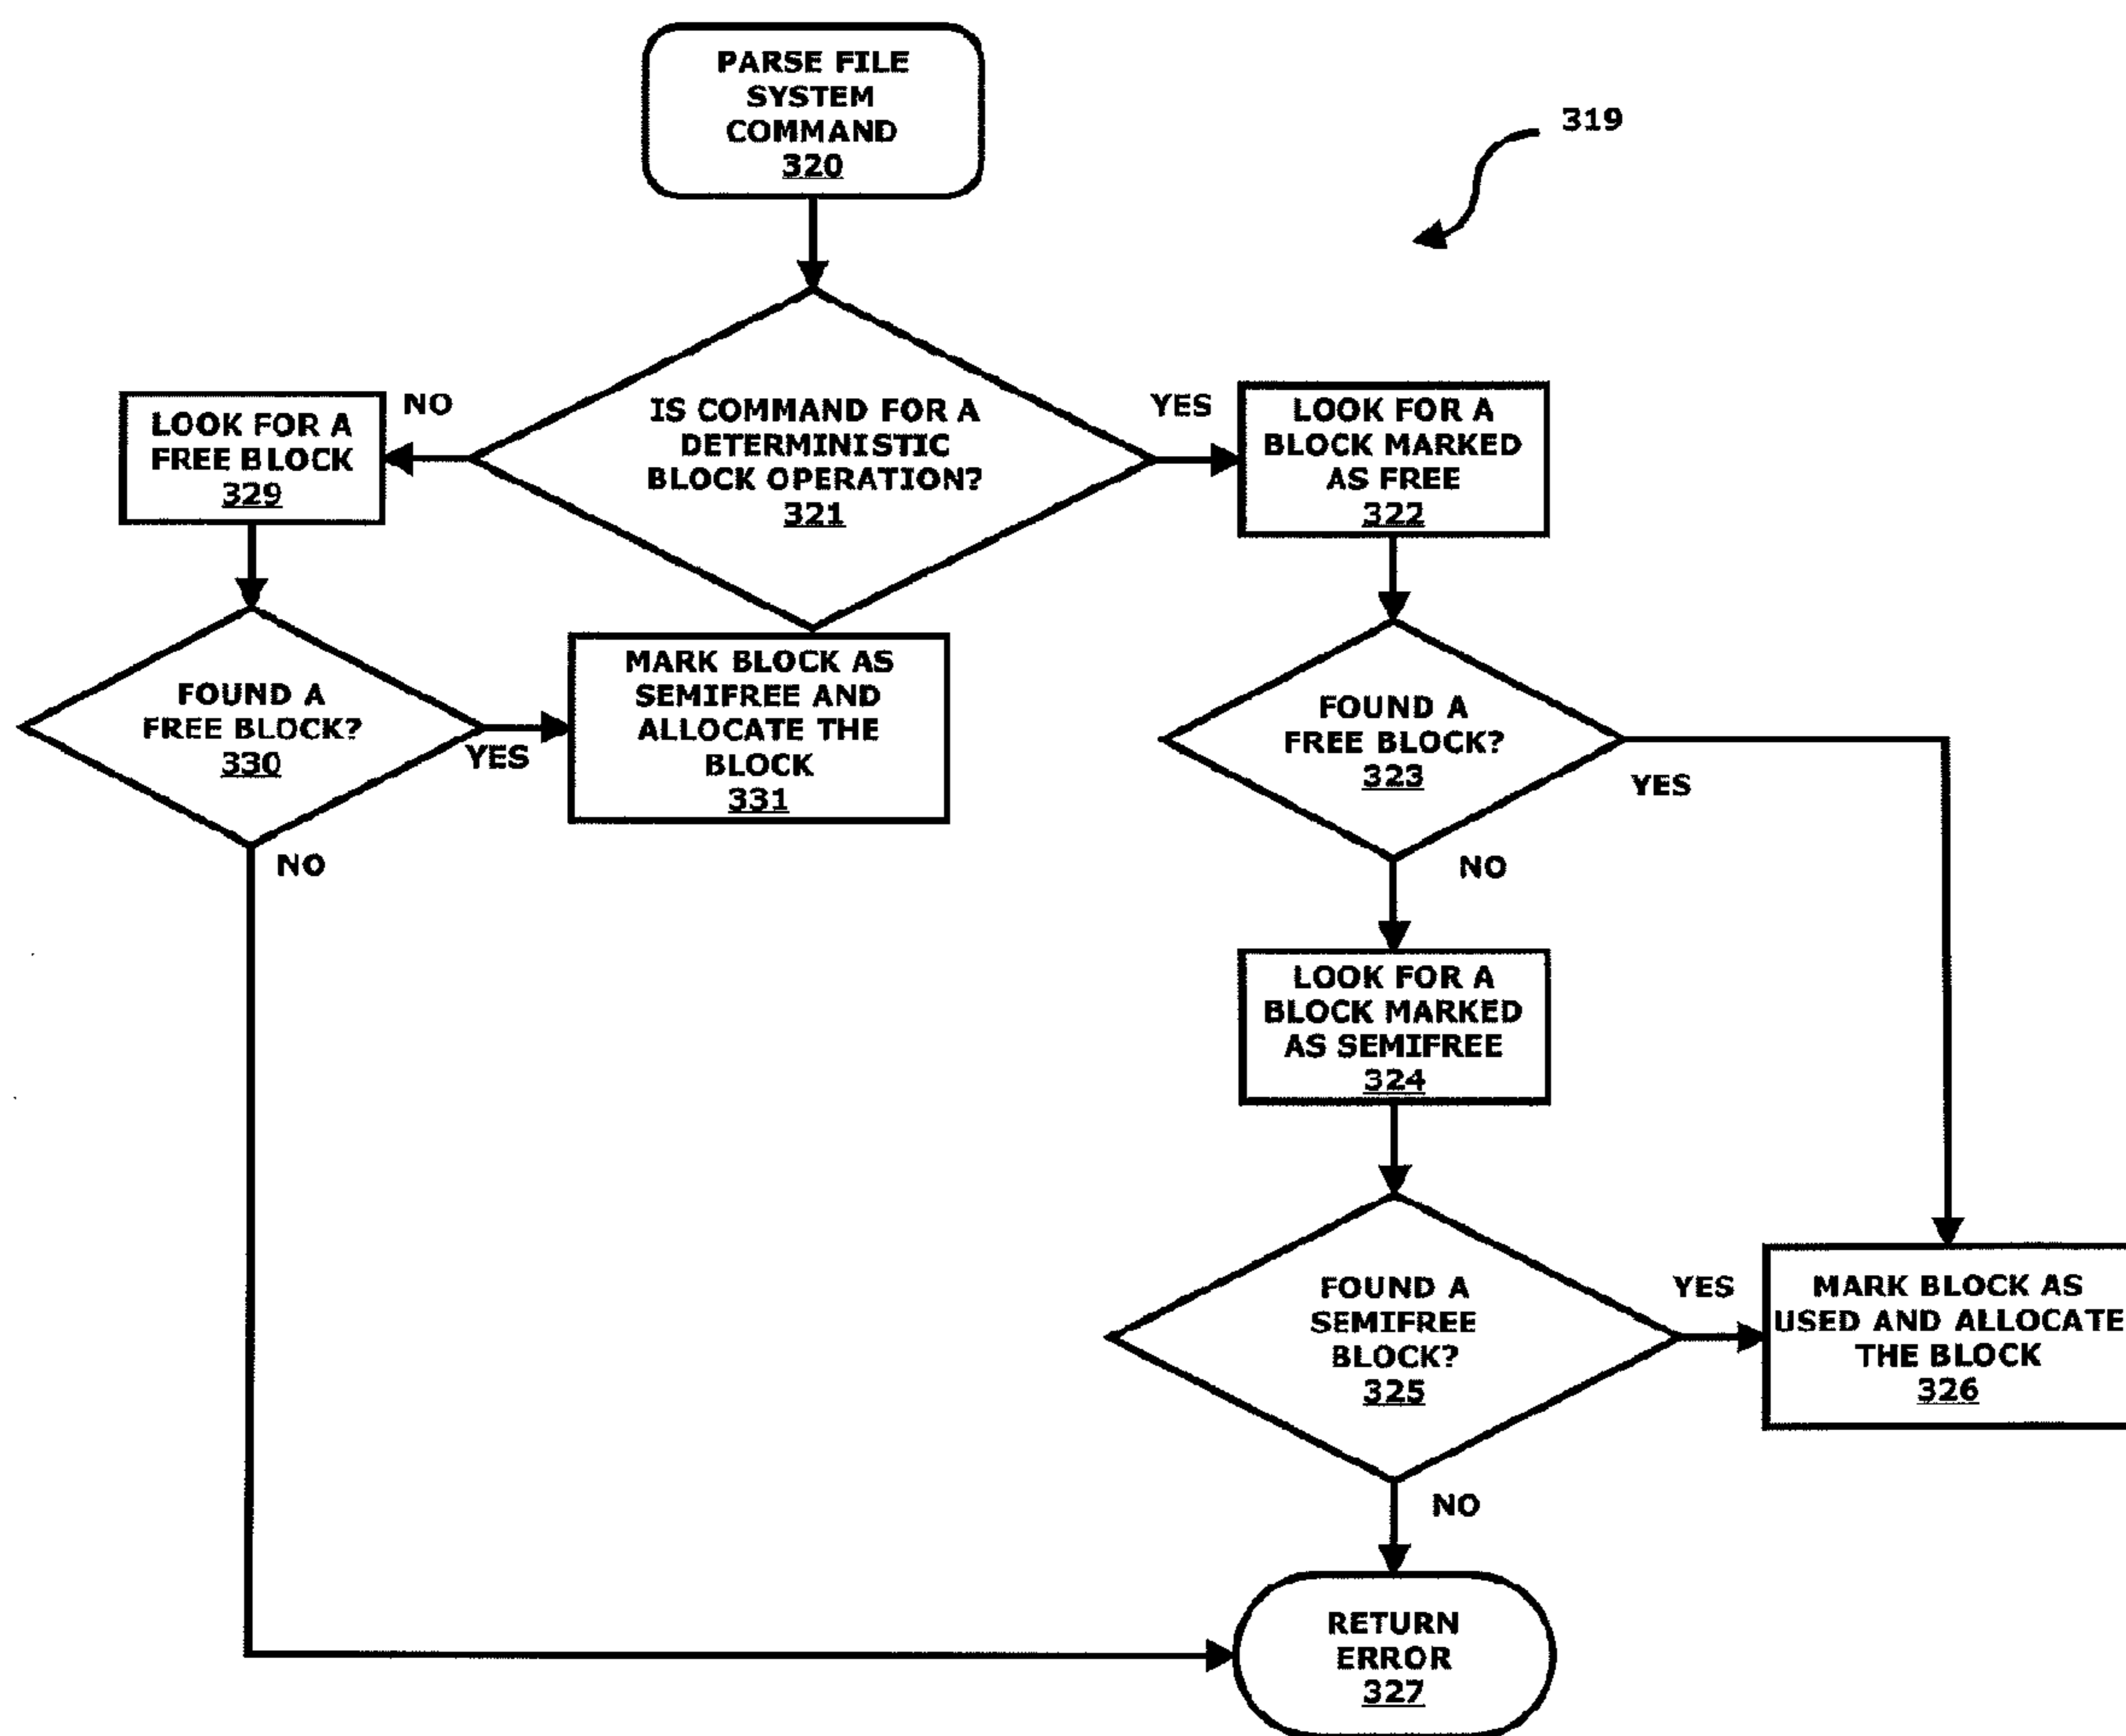 PARSE FILE
SYSTEM
COMMAND
320
319
IS COMMAND FOR A
DETERMINISTIC
BLOCK OPERATION?
321
NO
YES
LOOK FOR A
FREE BLOCK
329
LOOK FOR A
BLOCK MARKED
AS FREE
322
FOUND A
FREE BLOCK?
330
YES
NO
MARK BLOCK AS
SEMIFREE AND
ALLOCATE THE
BLOCK
331
FOUND A
FREE BLOCK?
323
YES
NO
LOOK FOR A
BLOCK MARKED
AS SEMIFREE
324
FOUND A
SEMIFREE
BLOCK?
325
YES
NO
MARK BLOCK AS
USED AND ALLOCATE
THE BLOCK
326
RETURN
ERROR
327